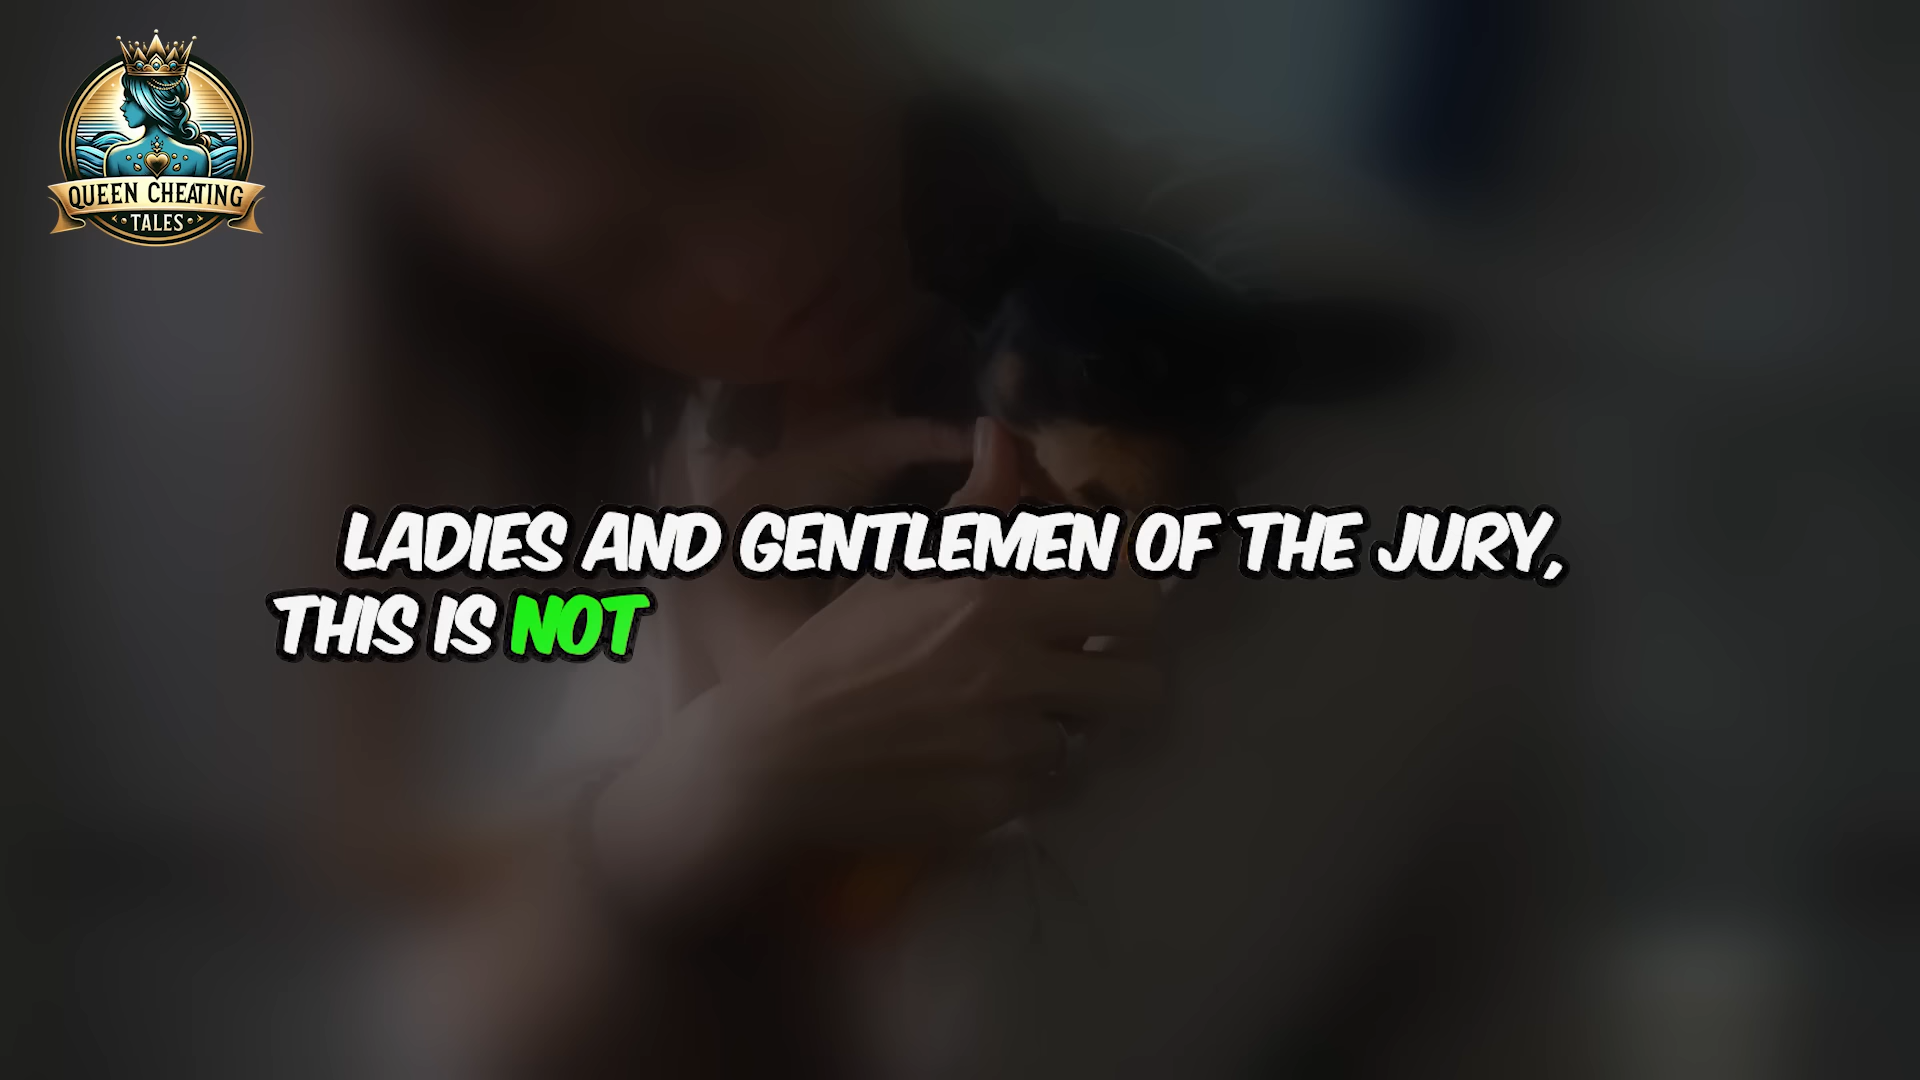 QUEEN CHEATING
TALES
LADIES AND GENTLEMEN OF THE JURY,
THIS IS NOT